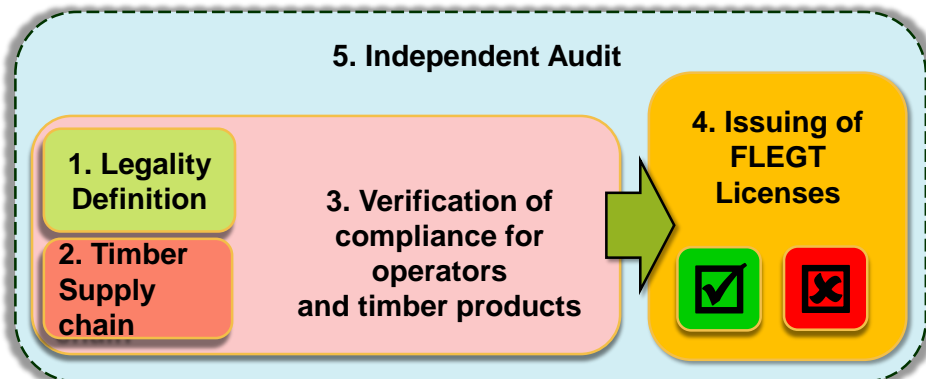 5. Independent Audit
1. Legality
Definition
2. Timber
Supply
chain
3. Verification of
compliance for
operators
and timber products
4. Issuing of
FLEGT
Licenses